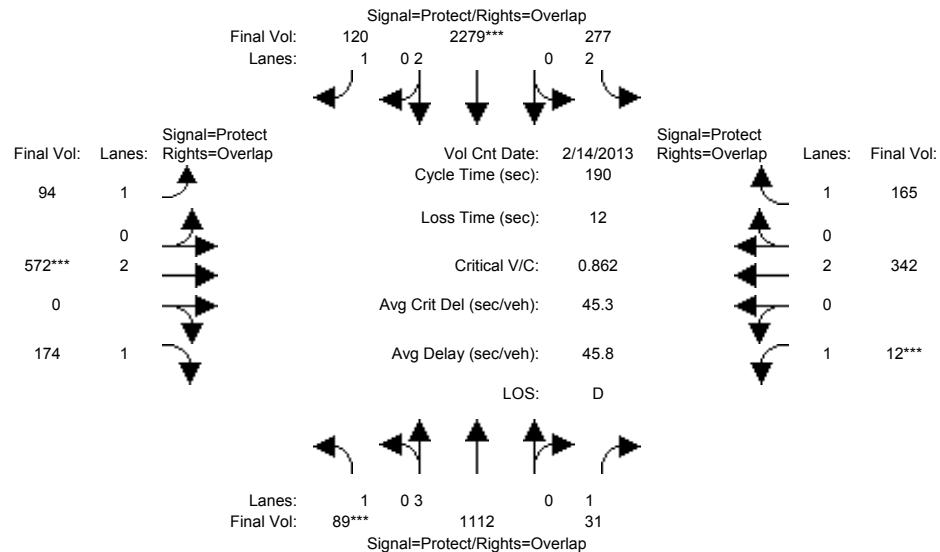 Signal=Protect/Rights=Overlap
Final Vol: 120 2279*** 277
Lanes: 1 0 2 0 2
Signal=Protect
Final Vol: Lanes: Rights=Overlap
Vol Cnt Date: 2/14/2013
Signal=Protect
Rights=Overlap Lanes: Final Vol:
Cycle Time (sec): 190
94 1 1 165
Loss Time (sec): 12
0 0
572*** 2 Critical V/C: 0.862 2 342
0 0 Avg Crit Del (sec/veh): 45.3 0
174 1 Avg Delay (sec/veh): 45.8 1 12***
LOS: D
Lanes: 1 0 3 0 1
Final Vol: 89*** 1112 31
Signal=Protect/Rights=Overlap